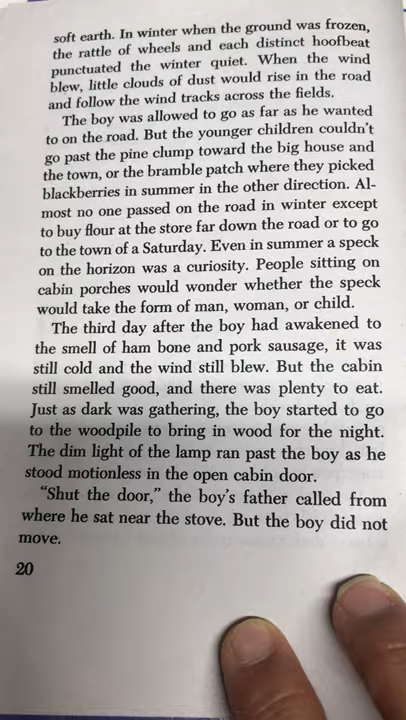 soft earth. In winter when the ground was frozen,
the rattle of wheels and each distinct hoofbeat
punctuated the winter quiet. When the wind
blew, little clouds of dust would rise in the road
and follow the wind tracks across the fields.
The boy was allowed to go as far as he wanted
to on the road. But the younger children couldn't
go past the pine clump toward the big house and
the town, or the bramble patch where they picked
blackberries in summer in the other direction. Al-
most no one passed on the road in winter except
to buy flour at the store far down the road or to go
to the town of a Saturday. Even in summer a speck
on the horizon was a curiosity. People sitting on
cabin porches would wonder whether the speck
would take the form of man, woman, or child.
The third day after the boy had awakened to
the smell of ham bone and pork sausage, it was
still cold and the wind still blew. But the cabin
still smelled good, and there was plenty to eat.
Just as dark was gathering, the boy started to go
to the woodpile to bring in wood for the night.
The dim light of the lamp ran past the boy as he
stood motionless in the open cabin door.
“Shut the door,” the boy's father called from
where he sat near the stove. But the boy did not
move.
20